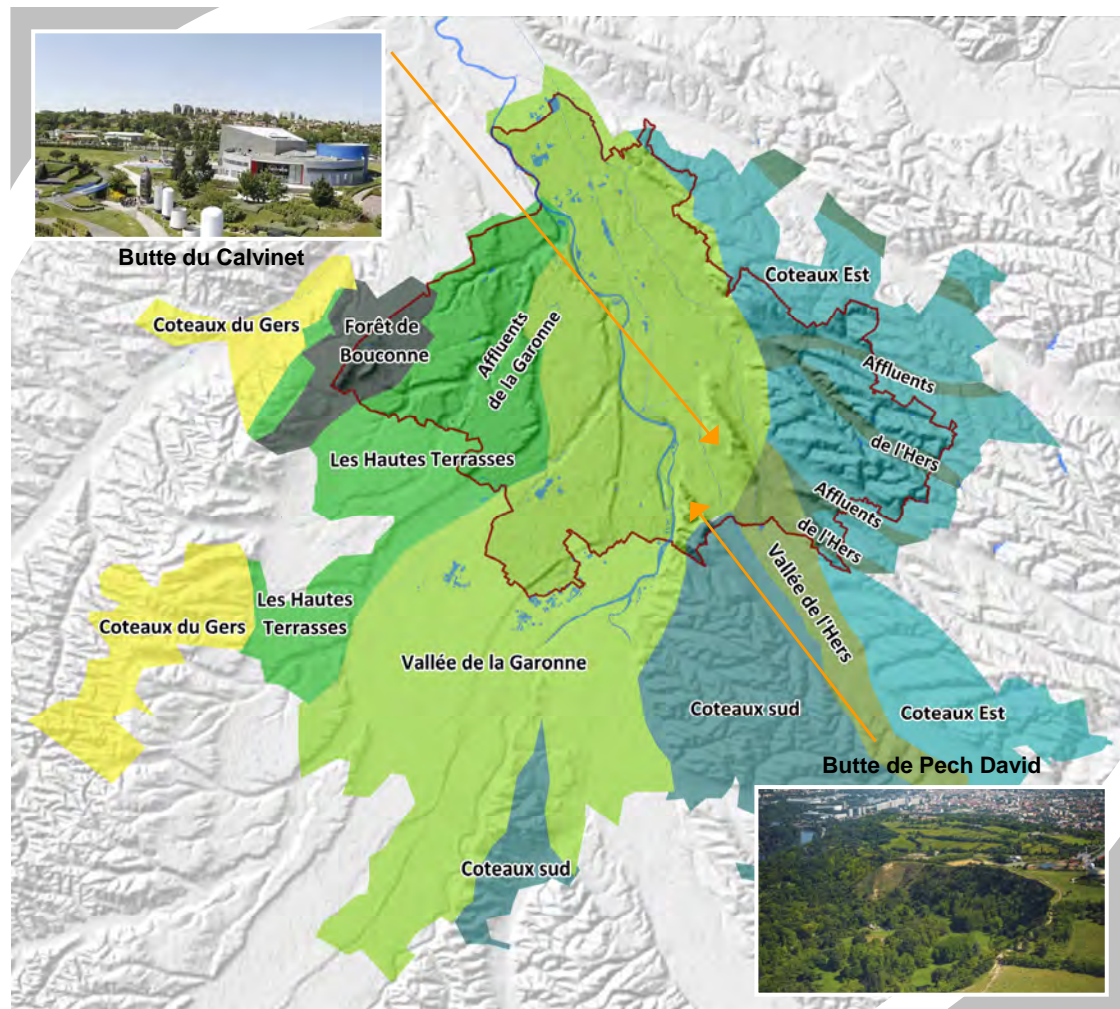 Butte du Calvinet
Coteaux Est
Coteaux du Gers
Forêt de
Bouconne
Affluents
de la Garonne
Affluents
de l'Hers
Les Hautes Terrasses
Affluents
de l'Hers
Vallée de l'Hers
Les Hautes
Terrasses
Coteaux du Gers
Vallée de la Garonne
Coteaux sud
Coteaux Est
Butte de Pech David
Coteaux sud